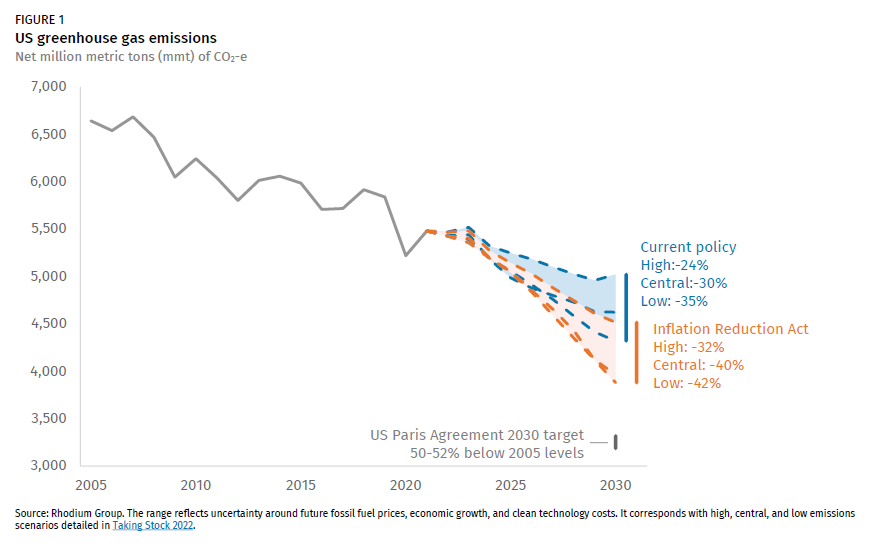 FIGURE 1
US greenhouse gas emissions
Net million metric tons (mmt) of CO₂-e
7,000
6,500
6,000
5,500
5,000
4,500
4,000
3,500
3,000
2005
2010
2015
2020
2025
2030
Current policy
High:-24%
Central:-30%
Low: -35%
Inflation Reduction Act
High: -32%
Central: -40%
Low: -42%
US Paris Agreement 2030 target
50-52% below 2005 levels
Source: Rhodium Group. The range reflects uncertainty around future fossil fuel prices, economic growth, and clean technology costs. It corresponds with high, central, and low emissions
scenarios detailed in Taking Stock 2022.